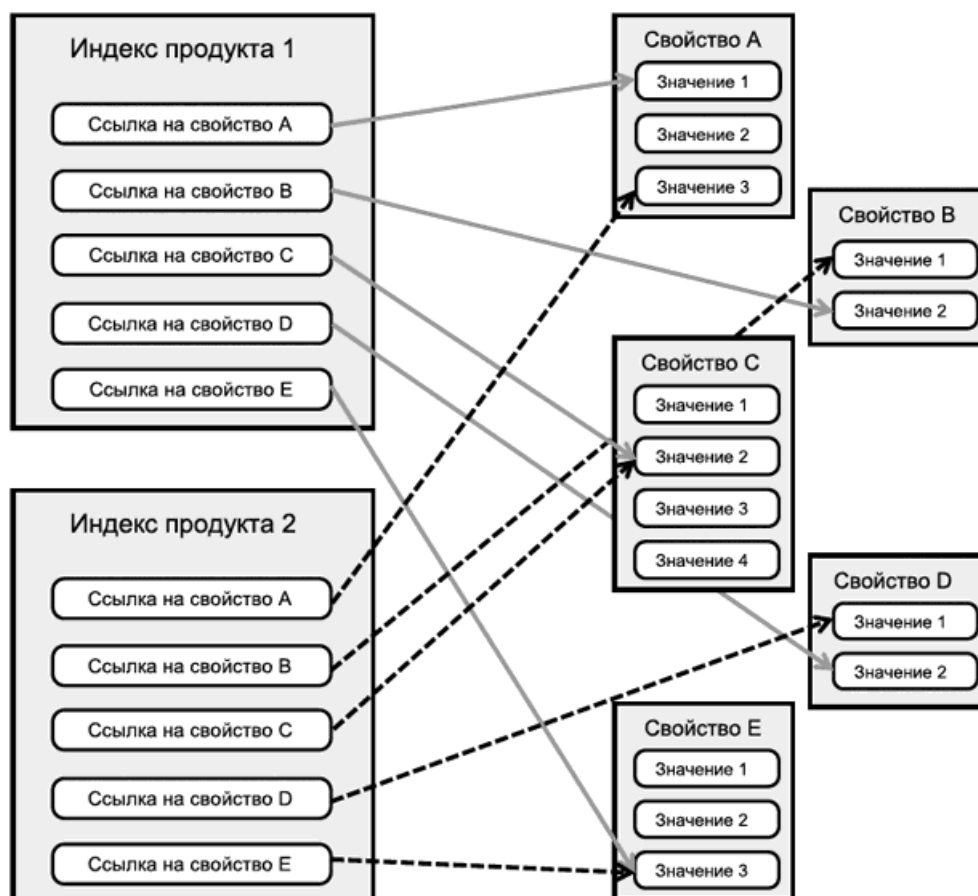 Индекс продукта 1
Ссылка на свойство A
Ссылка на свойство B
Ссылка на свойство C
Ссылка на свойство D
Ссылка на свойство E
Индекс продукта 2
Ссылка на свойство A
Ссылка на свойство B
Ссылка на свойство C
Ссылка на свойство D
Ссылка на свойство E
Свойство A
Значение 1
Значение 2
Значение 3
Свойство B
Значение 1
Значение 2
Свойство C
Значение 1
Значение 2
Значение 3
Значение 4
Свойство D
Значение 1
Значение 2
Свойство E
Значение 1
Значение 2
Значение 3